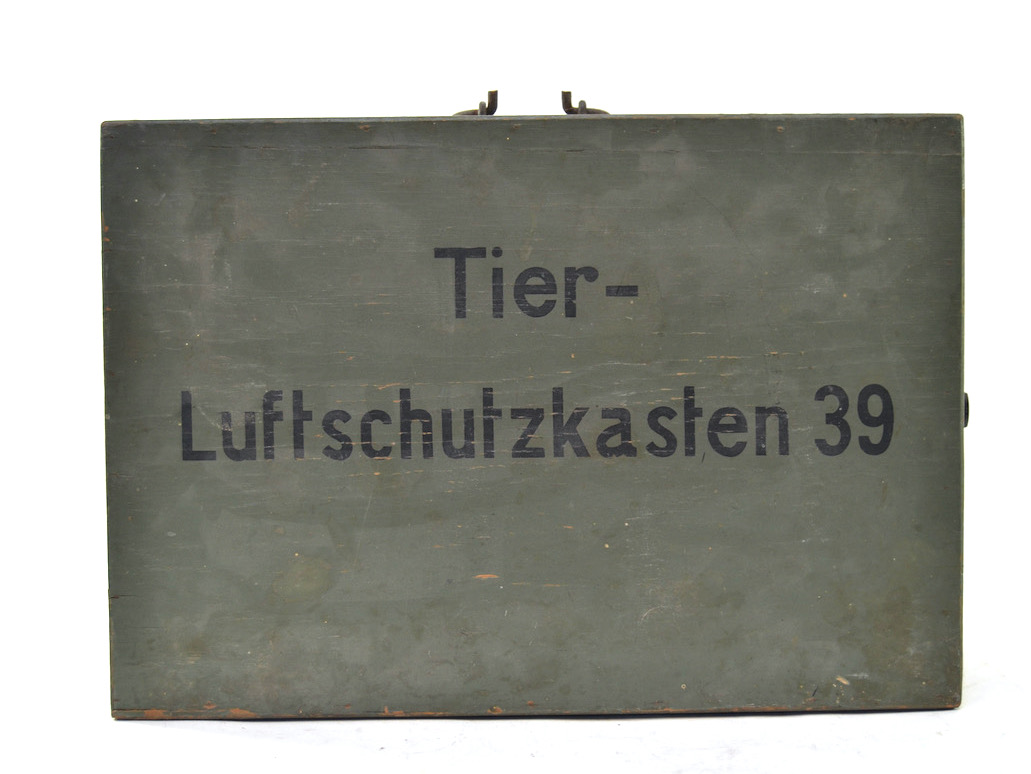 Tier-
Luftschutzkasten 39